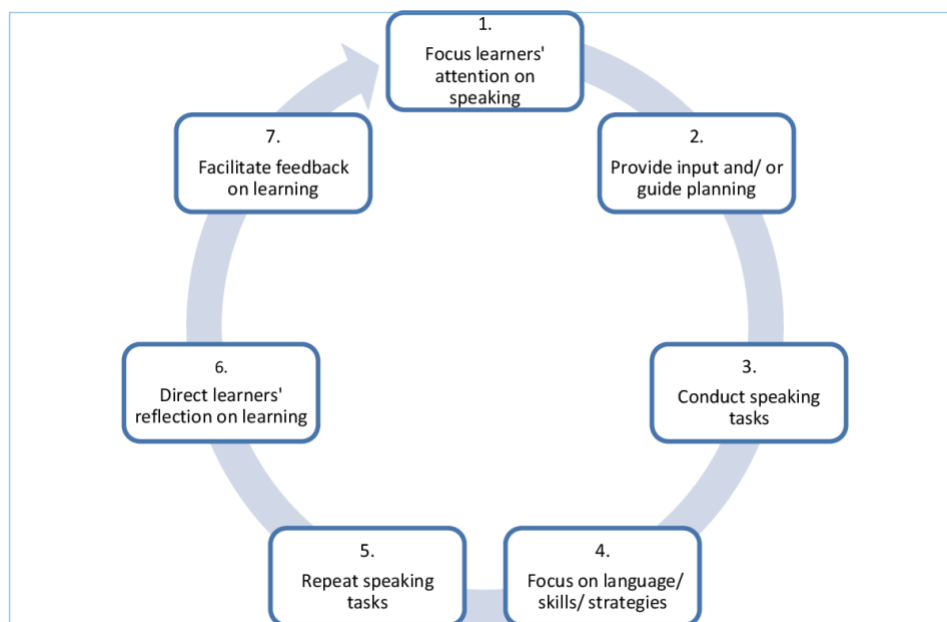 1.
Focus learners'
attention on
speaking
2.
Provide input and/ or
guide planning
3.
Conduct speaking
tasks
4.
Focus on language/
skills/ strategies
5.
Repeat speaking
tasks
6.
Direct learners'
reflection on learning
7.
Facilitate feedback
on learning